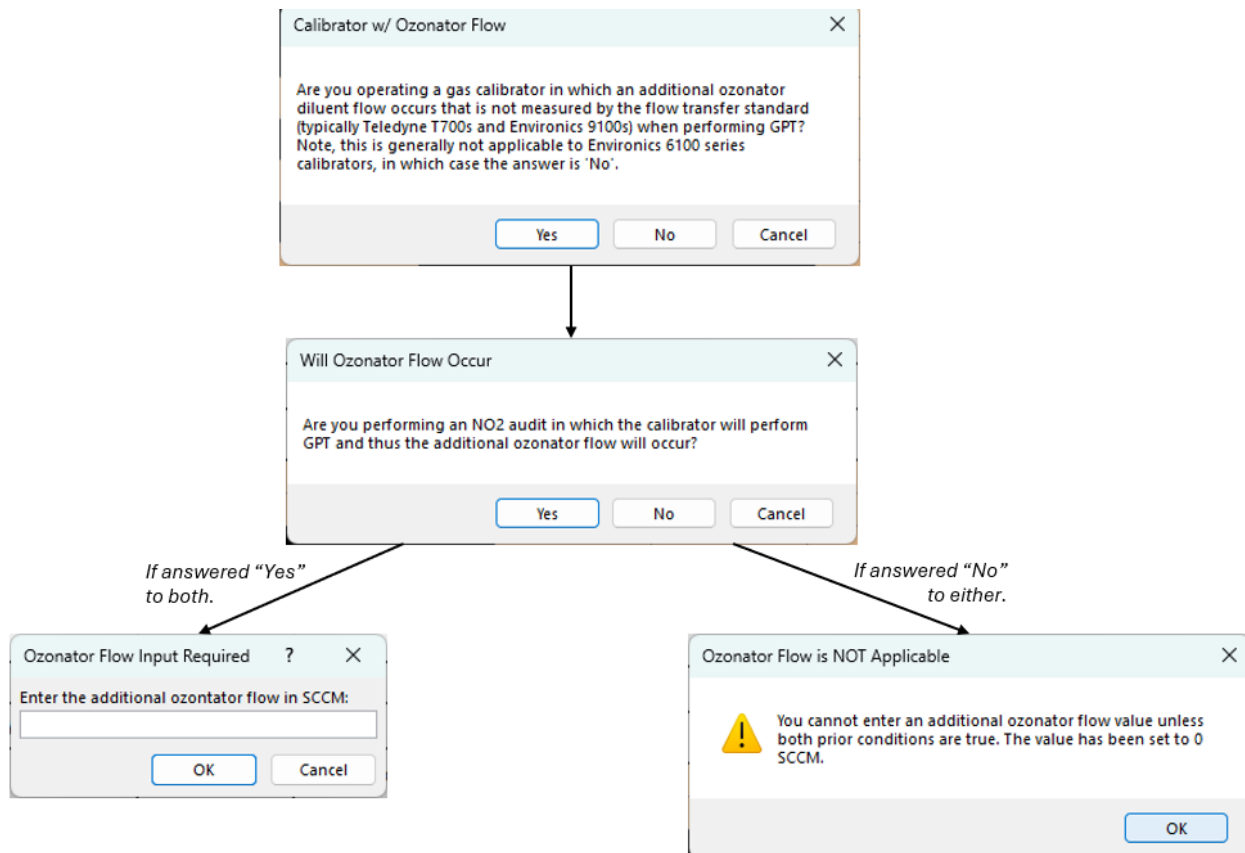 Calibrator w/ Ozonator Flow
Are you operating a gas calibrator in which an additional ozonator
diluent flow occurs that is not measured by the flow transfer standard
(typically Teledyne T700s and Environics 9100s) when performing GPT?
Note, this is generally not applicable to Environics 6100 series
calibrators, in which case the answer is 'No'.
Yes No Cancel
Will Ozonator Flow Occur
Are you performing an NO2 audit in which the calibrator will perform
GPT and thus the additional ozonator flow will occur?
Yes No Cancel
If answered “Yes”
to both.
If answered “No”
to either.
Ozonator Flow Input Required ?
Enter the additional ozontator flow in SCCM:
OK Cancel
Ozonator Flow is NOT Applicable
You cannot enter an additional ozonator flow value unless
both prior conditions are true. The value has been set to 0
SCCM.
OK